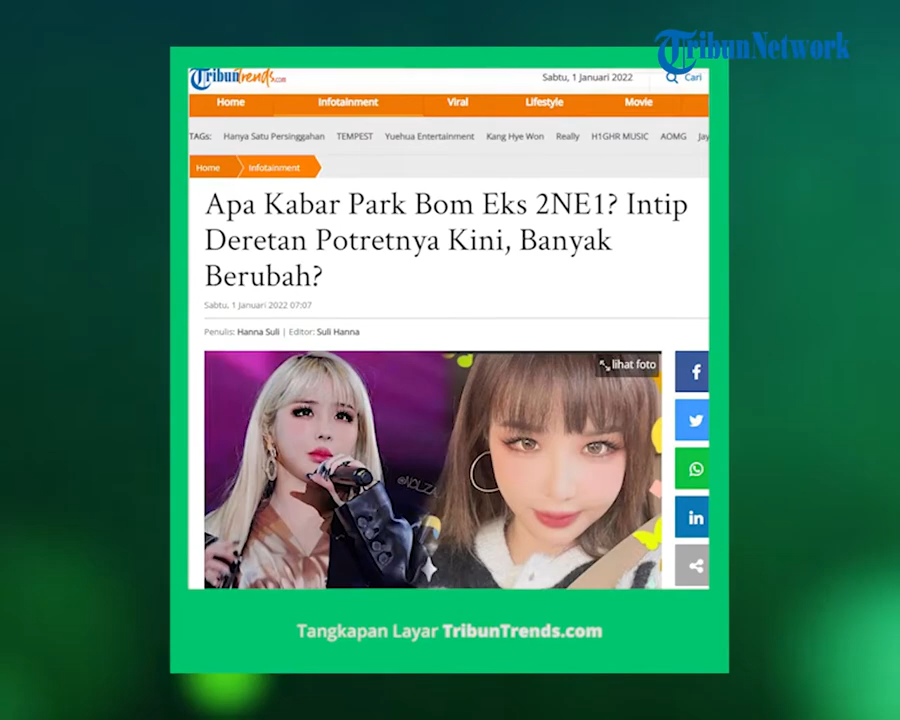 TribunNetwork
TribunTrends.com
Sabtu, 1 Januari 2022
Cari
Home Infotainment Viral Lifestyle Movie
TAGs: Hanya Satu Persinggahan TEMPEST Yuehua Entertainment Kang Hye Won Really H1GHR MUSIC AOMG Jay
Home Infotainment
Apa Kabar Park Bom Eks 2NE1? Intip
Deretan Potretnya Kini, Banyak
Berubah?
Sabtu, 1 Januari 2022 07:07
Penulis: Hanna Suli | Editor: Suli Hanna
lihat foto
Tangkapan Layar TribunTrends.com